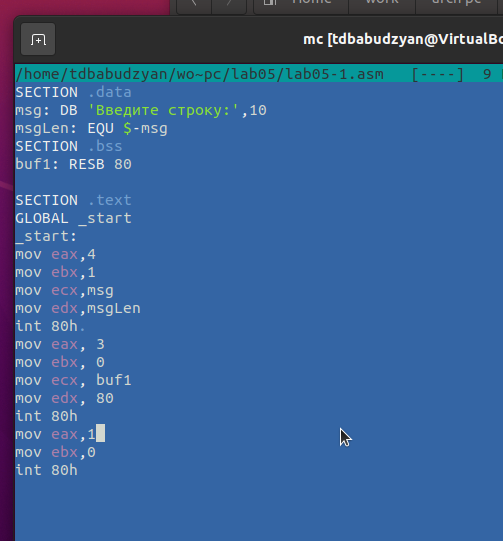 Home work arch-pc
mc [tdbabudzyan@VirtualBo
/home/tdbabudzyan/wo~pc/lab05/lab05-1.asm [----] 9
SECTION .data
msg: DB 'Введите строку:',10
msgLen: EQU $-msg
SECTION .bss
buf1: RESB 80
SECTION .text
GLOBAL _start
_start:
mov eax,4
mov ebx,1
mov ecx,msg
mov edx,msgLen
int 80h.
mov eax, 3
mov ebx, 0
mov ecx, buf1
mov edx, 80
int 80h
mov eax,1
mov ebx,0
int 80h